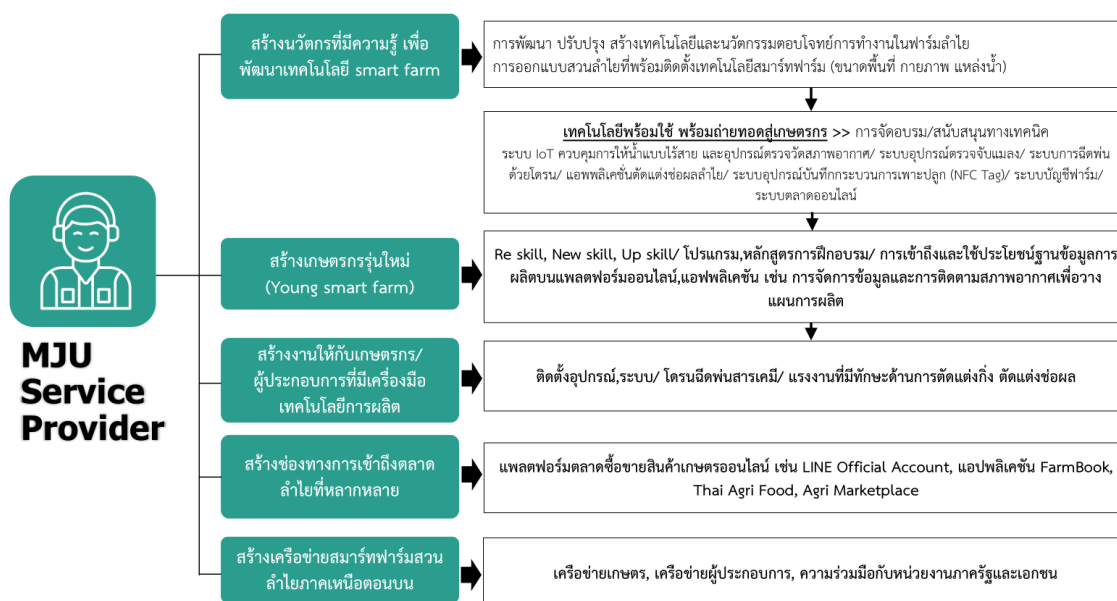 สร้างนวัตกรที่มีความรู้ เพื่อ
พัฒนาเทคโนโลยี smart farm
การพัฒนา ปรับปรุง สร้างเทคโนโลยีและนวัตกรรมตอบโจทย์การทำงานในฟาร์มลำไย
การออกแบบสวนลำไยที่พร้อมติดตั้งเทคโนโลยีสมาร์ทฟาร์ม (ขนาดพื้นที่ กายภาพ แหล่งน้ำ)
เทคโนโลยีพร้อมใช้ พร้อมถ่ายทอดสู่เกษตรกร >> การจัดอบรม/สนับสนุนทางเทคนิค
ระบบ IoT ควบคุมการให้น้ำแบบไร้สาย และอุปกรณ์ตรวจวัดสภาพอากาศ/ ระบบอุปกรณ์ตรวจจับแมลง/ ระบบการฉีดพ่น
ด้วยโดรน/ แอพพลิเคชั่นตัดแต่งช่อผลลำไย/ ระบบอุปกรณ์บันทึกกระบวนการเพาะปลูก (NFC Tag)/ ระบบบัญชีฟาร์ม/
ระบบตลาดออนไลน์
MJU
Service
Provider
สร้างเกษตรกรรุ่นใหม่
(Young smart farm)
Re skill, New skill, Up skill/ โปรแกรม,หลักสูตรการฝึกอบรม/ การเข้าถึงและใช้ประโยชน์ฐานข้อมูลการ
ผลิตบนแพลตฟอร์มออนไลน์,แอฟพลิเคชัน เช่น การจัดการข้อมูลและการติดตามสภาพอากาศเพื่อวาง
แผนการผลิต
สร้างงานให้กับเกษตรกร/
ผู้ประกอบการที่มีเครื่องมือ
เทคโนโลยีการผลิต
ติดตั้งอุปกรณ์,ระบบ/ โดรนฉีดพ่นสารเคมี/ แรงงานที่มีทักษะด้านการตัดแต่งกิ่ง ตัดแต่งช่อผล
สร้างช่องทางการเข้าถึงตลาด
ลำไยที่หลากหลาย
แพลตฟอร์มตลาดซื้อขายสินค้าเกษตรออนไลน์ เช่น LINE Official Account, แอปพลิเคชัน FarmBook,
Thai Agri Food, Agri Marketplace
สร้างเครือข่ายสมาร์ทฟาร์มสวน
ลำไยภาคเหนือตอนบน
เครือข่ายเกษตร, เครือข่ายผู้ประกอบการ, ความร่วมมือกับหน่วยงานภาครัฐและเอกชน